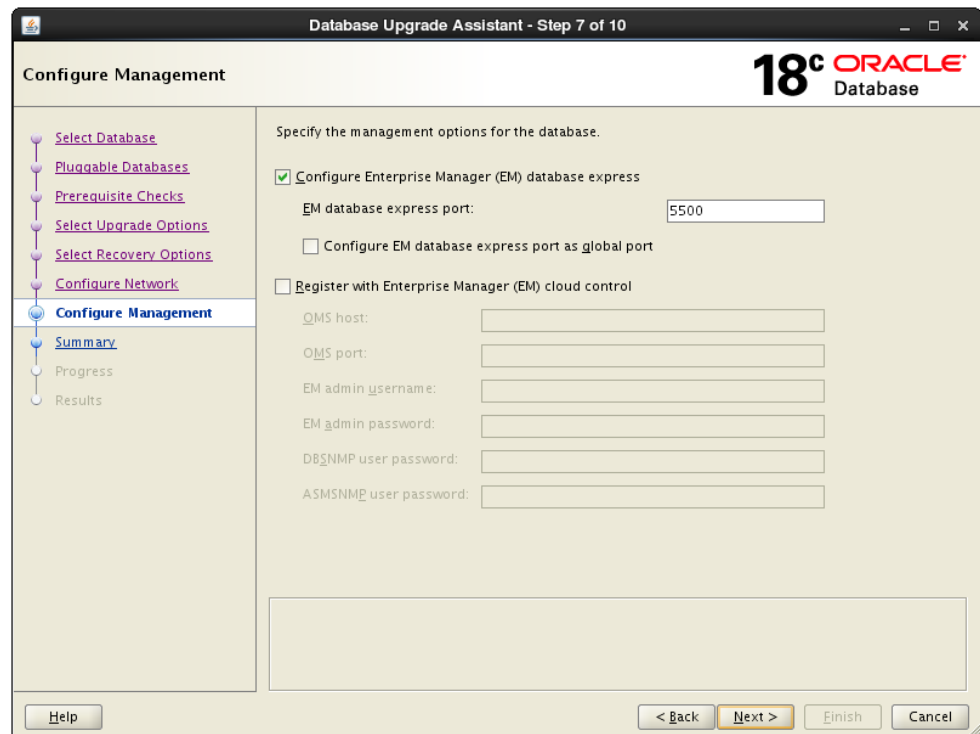 Database Upgrade Assistant - Step 7 of 10
Configure Management
18c ORACLE
Database
Select Database
Pluggable Databases
Prerequisite Checks
Select Upgrade Options
Select Recovery Options
Configure Network
Configure Management
Summary
Progress
Results
Specify the management options for the database.
Configure Enterprise Manager (EM) database express
EM database express port: 5500
Configure EM database express port as global port
Register with Enterprise Manager (EM) cloud control
OMS host:
OMS port:
EM admin username:
EM admin password:
DBSNMP user password:
ASMSNMP user password:
Help < Back Next > Finish Cancel